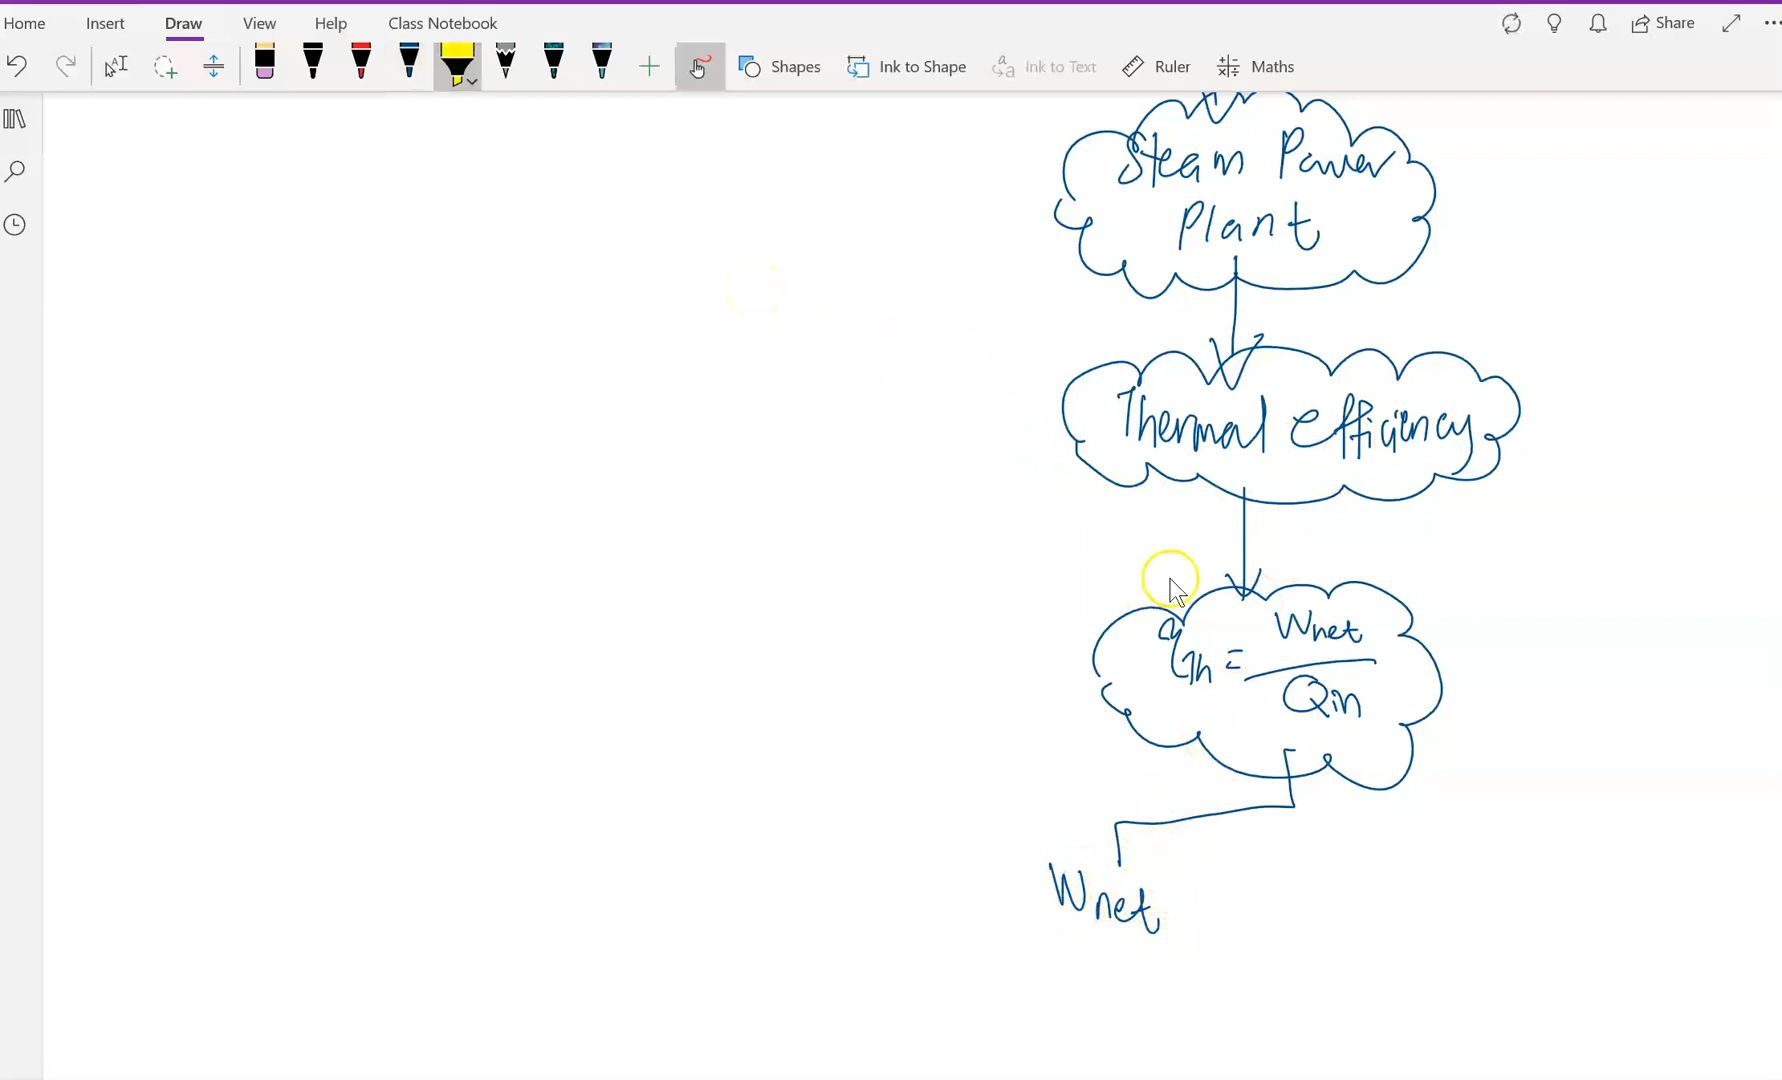 Home Insert Draw View Help Class Notebook Share
Shapes Ink to Shape Ink to Text Ruler Maths
Steam Power
Plant
Thermal efficiency
ηth = Wnet / Qin
Wnet